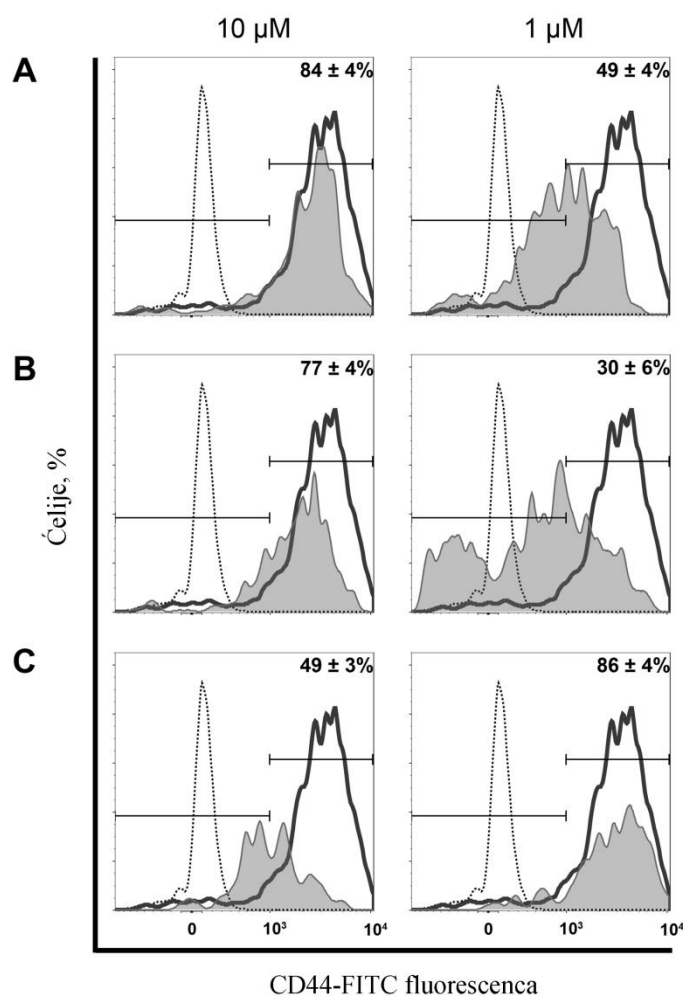 10 µM 1 µM
A
84 ± 4% 49 ± 4%
B
77 ± 4% 30 ± 6%
Ćelije, %
C
49 ± 3% 86 ± 4%
0 10³ 10⁴ 0 10³ 10⁴
CD44-FITC fluorescenca